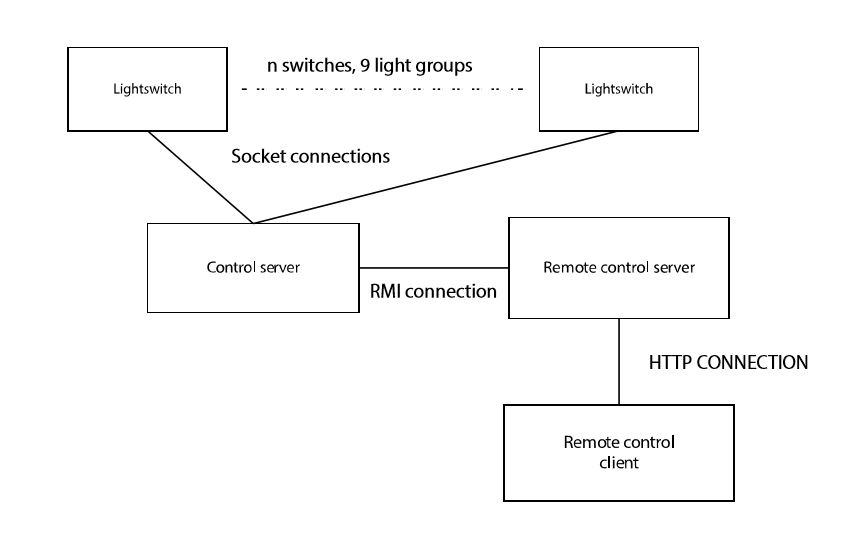 n switches, 9 light groups
Lightswitch
Lightswitch
Socket connections
Control server
Remote control server
RMI connection
HTTP CONNECTION
Remote control
client